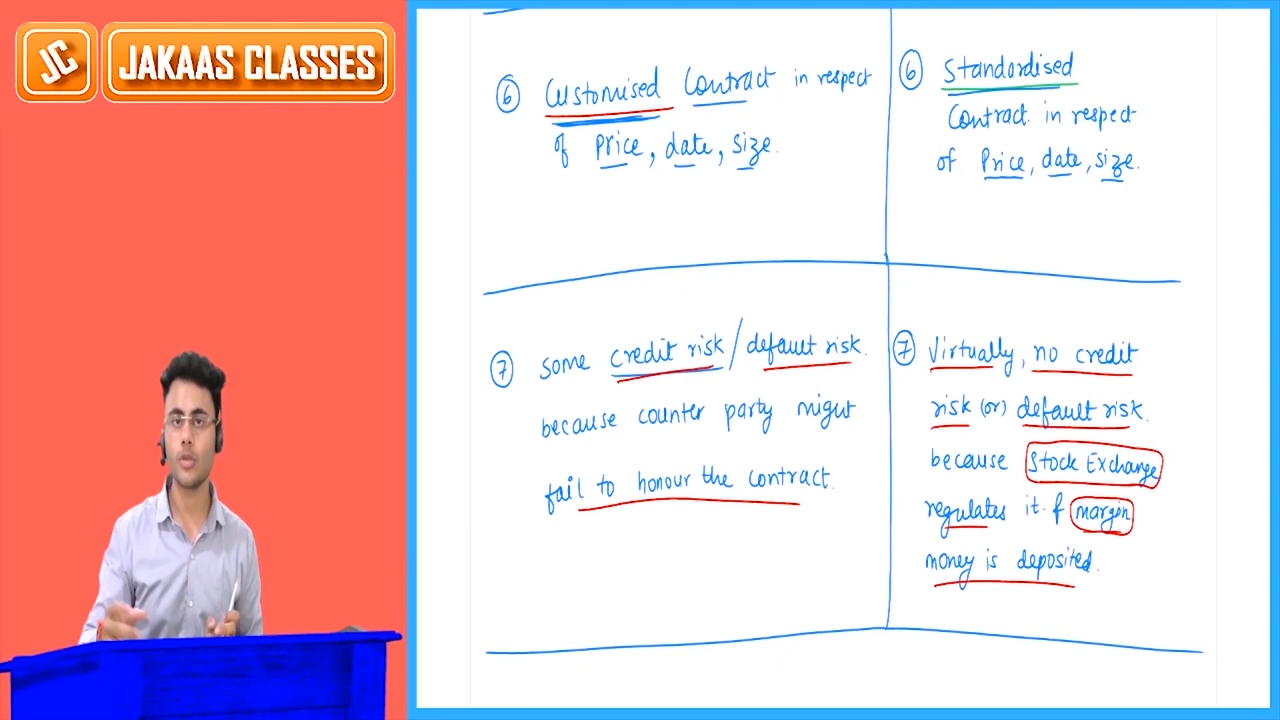 JC
JAKAAS CLASSES
⑥ Customised Contract in respect
of Price, date, size.
⑥ Standardised
Contract in respect
of Price, date, size.
⑦ Some credit risk / default risk.
because counter party might
fail to honour the contract.
⑦ Virtually, no credit
risk (or) default risk.
because Stock Exchange
regulates it. & margin
money is deposited.